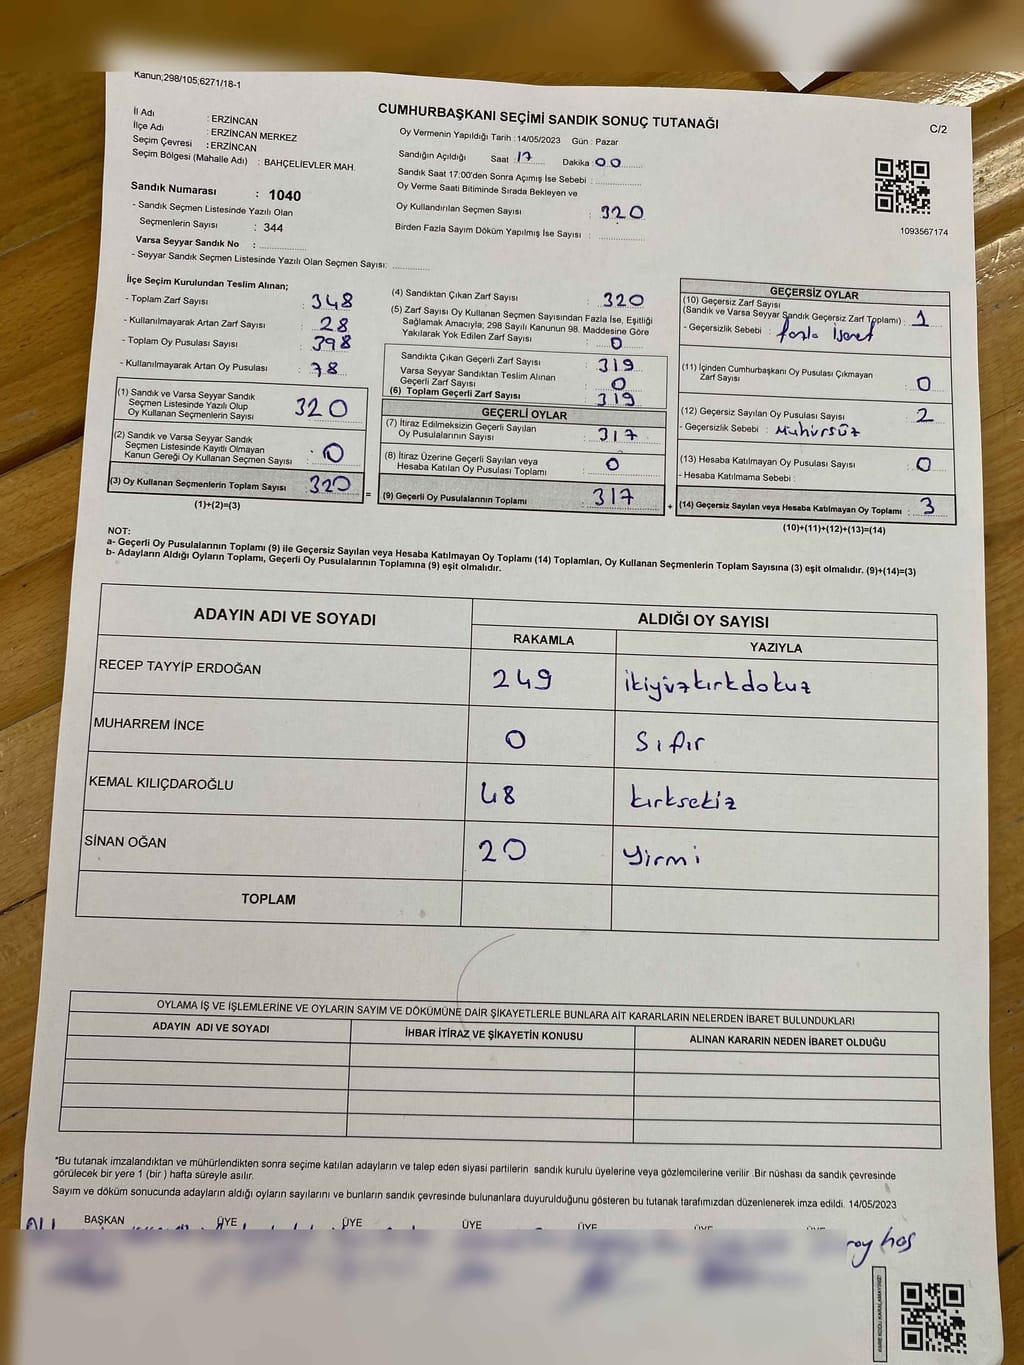 Kanun;298/105;6271/18-1
CUMHURBAŞKANI SEÇİMİ SANDIK SONUÇ TUTANAĞI
C/2
İl Adı : ERZİNCAN
İlçe Adı : ERZİNCAN MERKEZ
Seçim Çevresi : ERZİNCAN
Seçim Bölgesi (Mahalle Adı) : BAHÇELİEVLER MAH.
Sandık Numarası : 1040
- Sandık Seçmen Listesinde Yazılı Olan
Seçmenlerin Sayısı : 344
Varsa Seyyar Sandık No :
- Seyyar Sandık Seçmen Listesinde Yazılı Olan Seçmen Sayısı:
Oy Vermenin Yapıldığı Tarih : 14/05/2023 Gün : Pazar
Sandığın Açıldığı Saat : 17 Dakika : 00
Sandık Saat 17:00'den Sonra Açımış İse Sebebi :
Oy Verme Saati Bitiminde Sırada Bekleyen ve
Oy Kullandırılan Seçmen Sayısı : 320
Birden Fazla Sayım Döküm Yapılmış İse Sayısı :
1093567174
İlçe Seçim Kurulundan Teslim Alınan;
- Toplam Zarf Sayısı : 348
- Kullanılmayarak Artan Zarf Sayısı : 28
- Toplam Oy Pusulası Sayısı : 398
- Kullanılmayarak Artan Oy Pusulası : 78
(1) Sandık ve Varsa Seyyar Sandık
Seçmen Listesinde Yazılı Olup
Oy Kullanan Seçmenlerin Sayısı 320
(2) Sandık ve Varsa Seyyar Sandık
Seçmen Listesinde Kayıtlı Olmayan
Kanun Gereği Oy Kullanan Seçmen Sayısı : 0
(3) Oy Kullanan Seçmenlerin Toplam Sayısı : 320
(1)+(2)=(3)
(4) Sandıktan Çıkan Zarf Sayısı : 320
(5) Zarf Sayısı Oy Kullanan Seçmen Sayısından Fazla İse, Eşitliği
Sağlamak Amacıyla; 298 Sayılı Kanunun 98. Maddesine Göre
Yakılarak Yok Edilen Zarf Sayısı : 0
Sandıkta Çıkan Geçerli Zarf Sayısı : 319
Varsa Seyyar Sandıktan Teslim Alınan
Geçerli Zarf Sayısı : 0
(6) Toplam Geçerli Zarf Sayısı : 319
GEÇERLİ OYLAR
(7) İtiraz Edilmeksizin Geçerli Sayılan
Oy Pusulalarının Sayısı : 317
(8) İtiraz Üzerine Geçerli Sayılan veya
Hesaba Katılan Oy Pusulası Toplamı : 0
=
(9) Geçerli Oy Pusulalarının Toplamı : 317
+
GEÇERSİZ OYLAR
(10) Geçersiz Zarf Sayısı
(Sandık ve Varsa Seyyar Sandık Geçersiz Zarf Toplamı) : 1
- Geçersizlik Sebebi : fazla işaret
(11) İçinden Cumhurbaşkanı Oy Pusulası Çıkmayan
Zarf Sayısı : 0
(12) Geçersiz Sayılan Oy Pusulası Sayısı : 2
- Geçersizlik Sebebi : Mühürsüz
(13) Hesaba Katılmayan Oy Pusulası Sayısı : 0
- Hesaba Katılmama Sebebi :
(14) Geçersiz Sayılan veya Hesaba Katılmayan Oy Toplamı : 3
(10)+(11)+(12)+(13)=(14)
NOT:
a- Geçerli Oy Pusulalarının Toplamı (9) ile Geçersiz Sayılan veya Hesaba Katılmayan Oy Toplamı (14) Toplamları, Oy Kullanan Seçmenlerin Toplam Sayısına (3) eşit olmalıdır. (9)+(14)=(3)
b- Adayların Aldığı Oyların Toplamı, Geçerli Oy Pusulalarının Toplamına (9) eşit olmalıdır.
ADAYIN ADI VE SOYADI ALDIĞI OY SAYISI
RAKAMLA YAZIYLA
RECEP TAYYİP ERDOĞAN 249 ikiyüzkırkdokuz
MUHARREM İNCE 0 Sıfır
KEMAL KILIÇDAROĞLU 48 kırksekiz
SİNAN OĞAN 20 Yirmi
TOPLAM
OYLAMA İŞ VE İŞLEMLERİNE VE OYLARIN SAYIM VE DÖKÜMÜNE DAİR ŞİKAYETLERLE BUNLARA AİT KARARLARIN NELERDEN İBARET BULUNDUKLARI
ADAYIN ADI VE SOYADI İHBAR İTİRAZ VE ŞİKAYETİN KONUSU ALINAN KARARIN NEDEN İBARET OLDUĞU
*Bu tutanak imzalandıktan ve mühürlendikten sonra seçime katılan adayların ve talep eden siyasi partilerin sandık kurulu üyelerine veya gözlemcilerine verilir .Bir nüshası da sandık çevresinde
görülecek bir yere 1 (bir) hafta süreyle asılır.
Sayım ve döküm sonucunda adayların aldığı oyların sayılarını ve bunların sandık çevresinde bulunanlara duyurulduğunu gösteren bu tutanak tarafımızdan düzenlenerek imza edildi. 14/05/2023
BAŞKAN ÜYE ÜYE ÜYE ÜYE